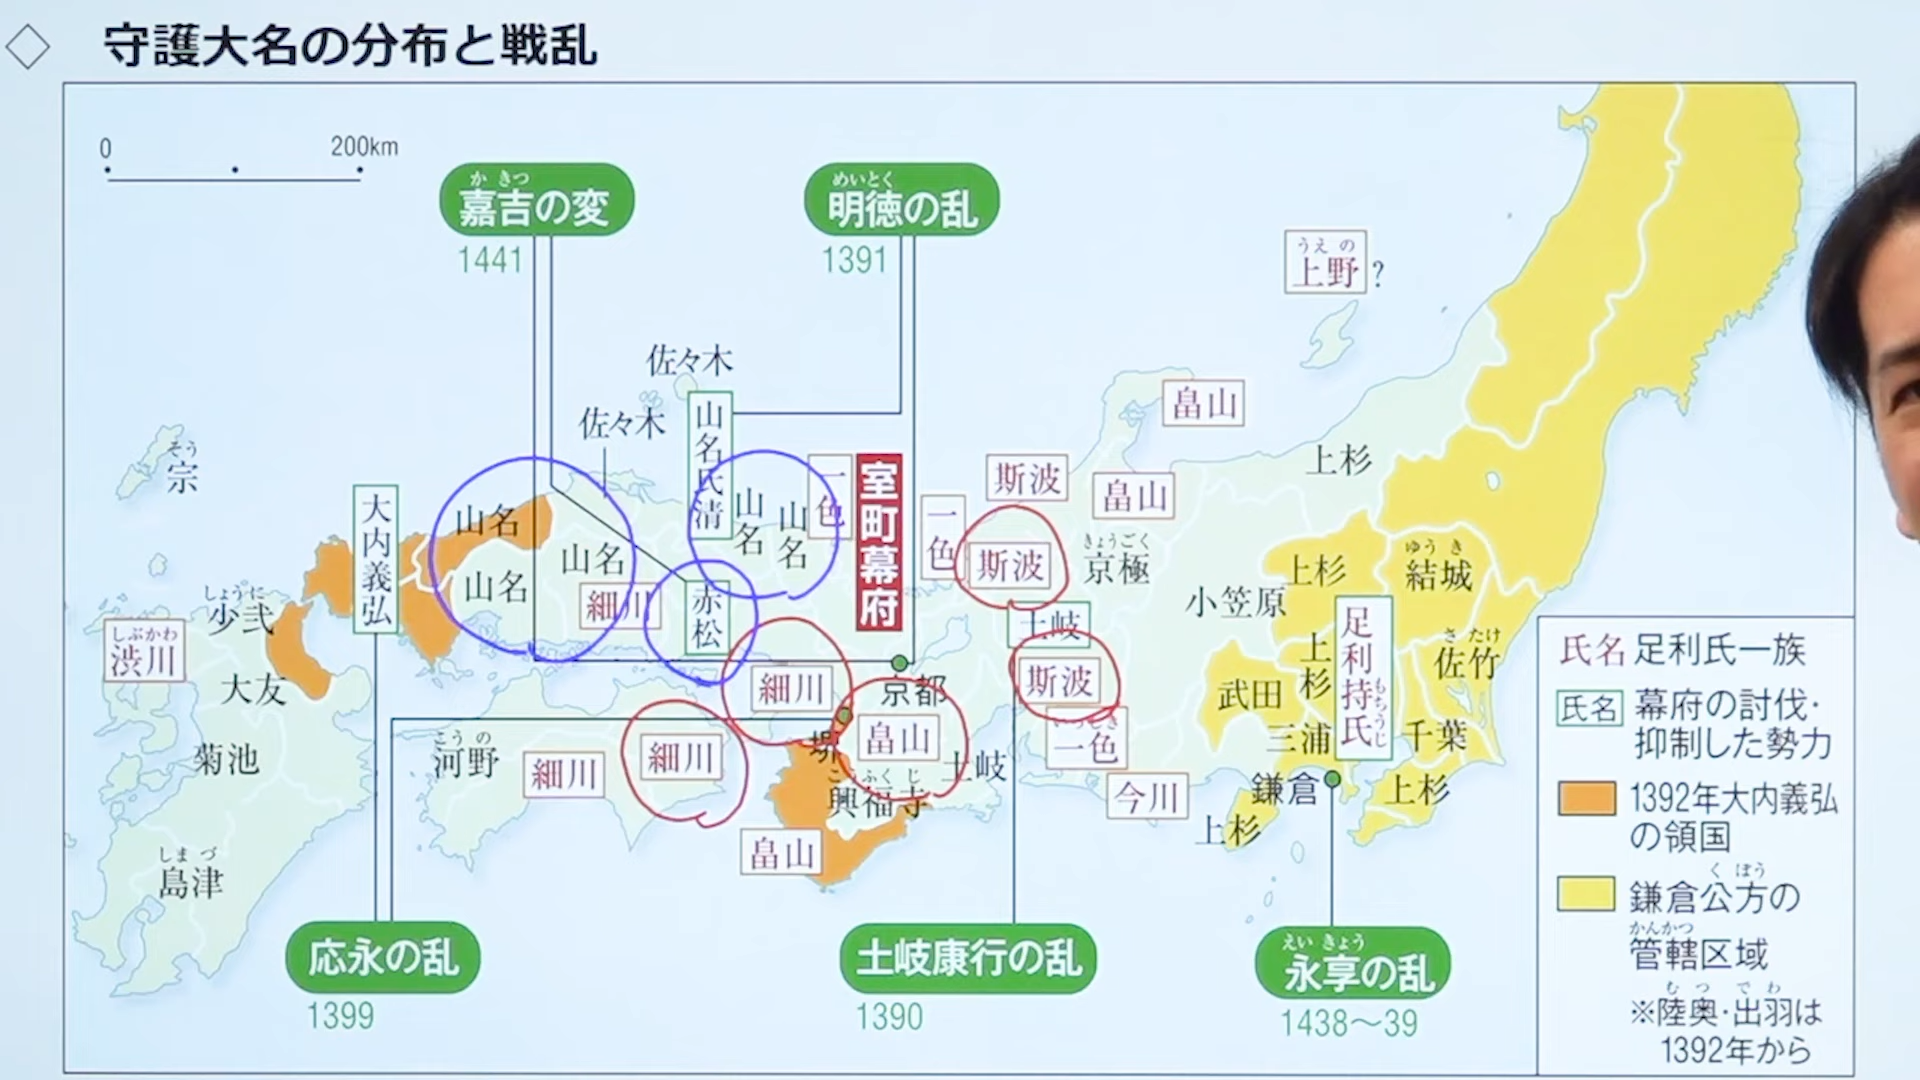 守護大名の分布と戦乱
0
200km
かきつ
嘉吉の変
1441
めいとく
明徳の乱
1391
うえの
上野?
佐々木
佐々木
畠山
上杉
そう
宗
山名氏清
山名
山名
一色
室町幕府
一色
斯波
畠山
斯波
きょうごく
京極
大内義弘
山名
山名
山名
細川
赤松
しょうに
少弐
しぶかわ
渋川
大友
菊池
しまづ
島津
こうの
河野
細川
細川
細川
京都
堺
畠山
こうふくじ
興福寺
畠山
土岐
土岐
斯波
いっしき
一色
今川
小笠原
上杉
ゆうき
結城
上杉
足利持氏
もちうじ
さたけ
佐竹
武田
三浦
千葉
鎌倉
上杉
上杉
応永の乱
1399
土岐康行の乱
1390
えいきょう
永享の乱
1438〜39
氏名 足利氏一族
氏名 幕府の討伐・
抑制した勢力
1392年大内義弘
の領国
くぼう
鎌倉公方の
かんかつ
管轄区域
むつ でわ
※陸奥・出羽は
1392年から